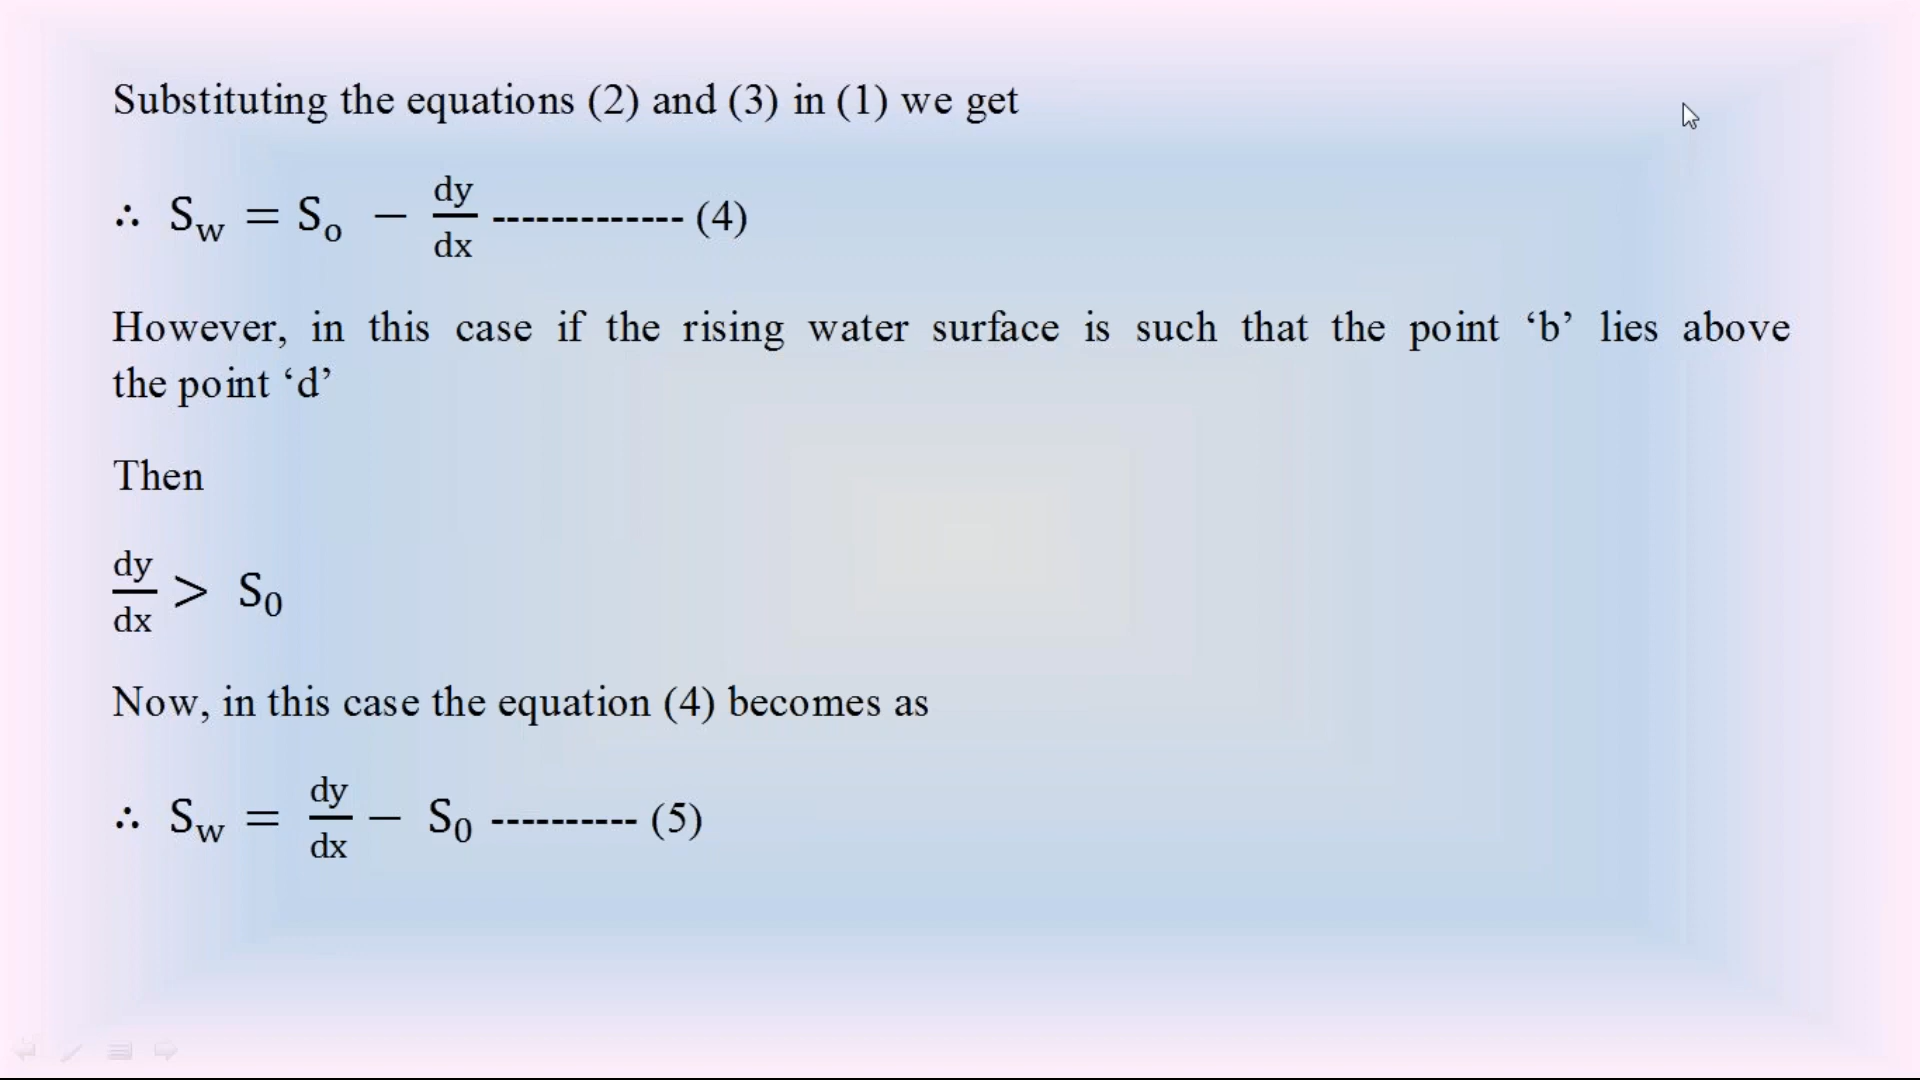 Substituting the equations (2) and (3) in (1) we get
∴ S_w = S_o − dy/dx ------------- (4)
However, in this case if the rising water surface is such that the point ‘b’ lies above
the point ‘d’
Then
dy/dx > S_0
Now, in this case the equation (4) becomes as
∴ S_w = dy/dx − S_0 ---------- (5)